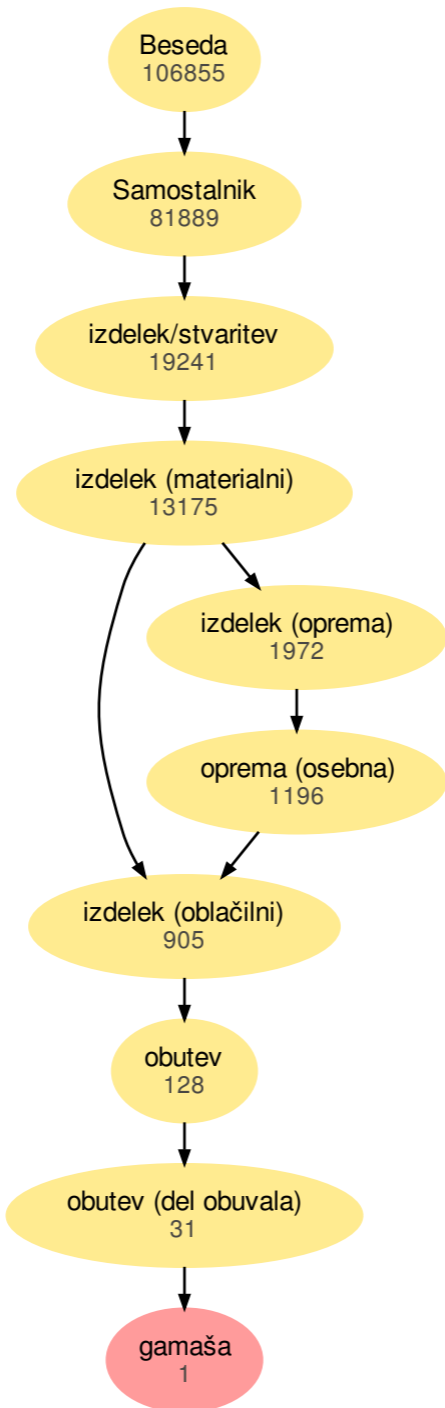 Beseda
106855
Samostalnik
81889
izdelek/stvaritev
19241
izdelek (materialni)
13175
izdelek (oprema)
1972
oprema (osebna)
1196
izdelek (oblačilni)
905
obutev
128
obutev (del obuvala)
31
gamaša
1